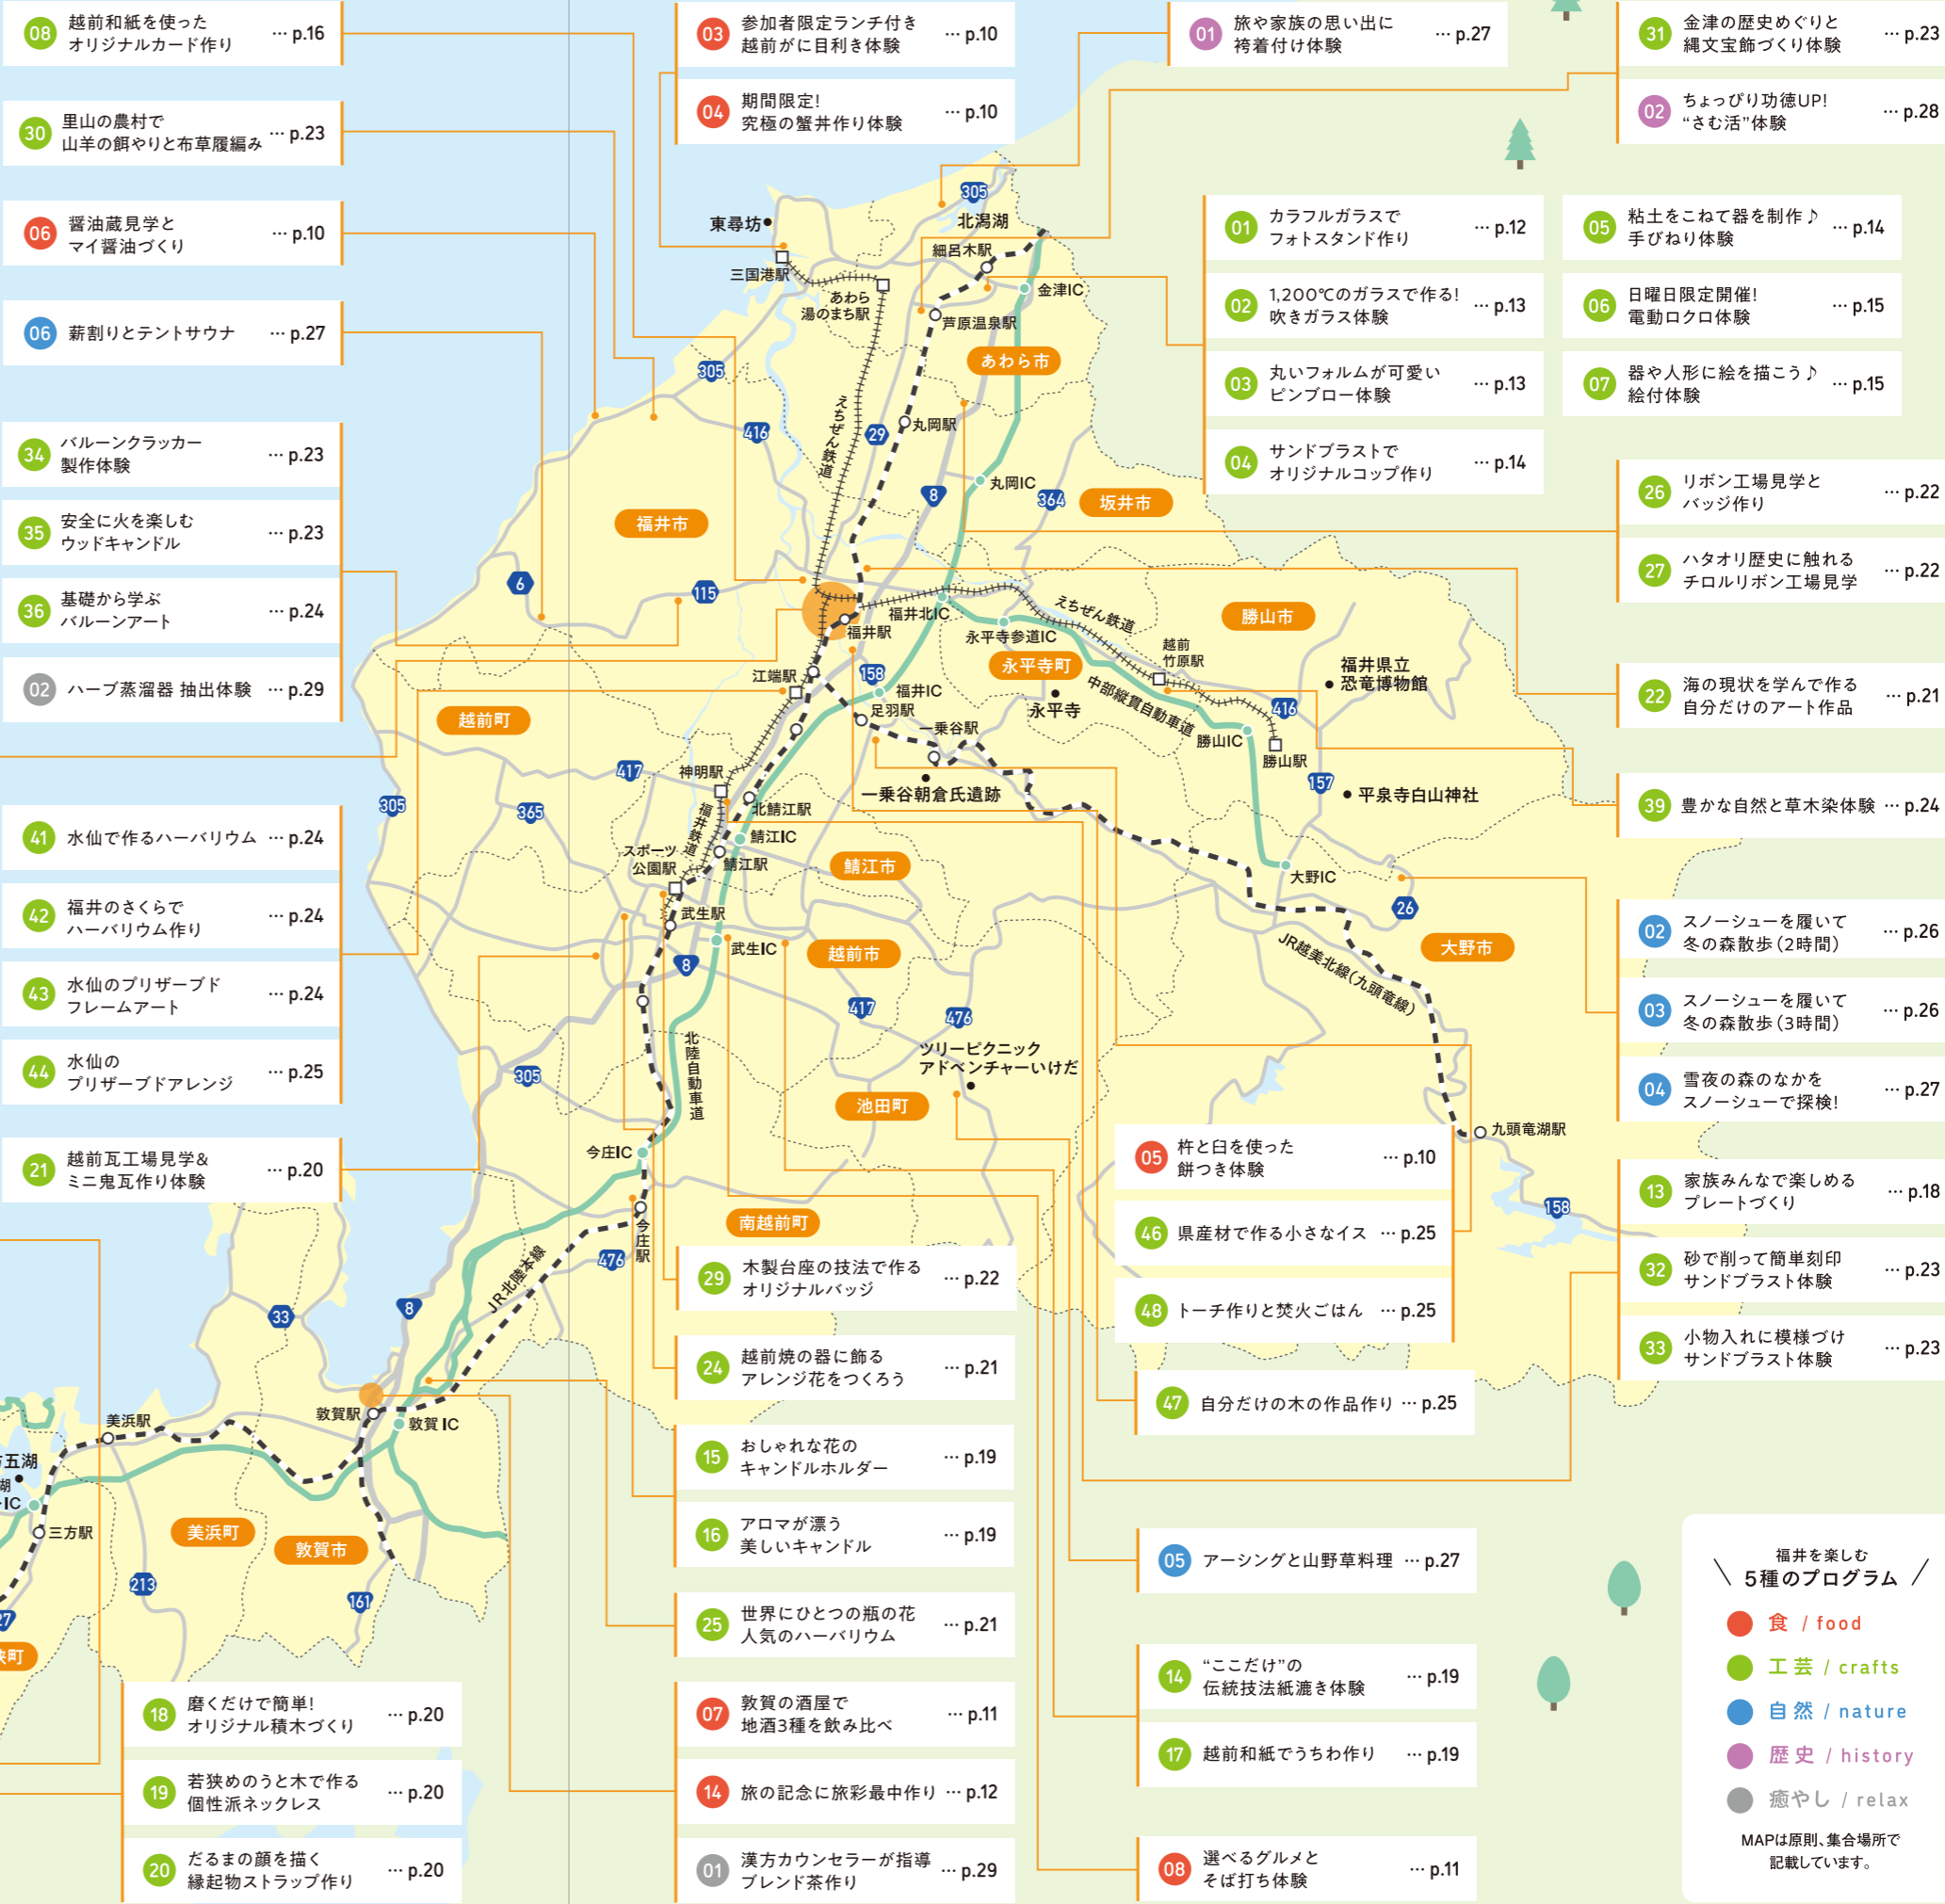 08 越前和紙を使った
オリジナルカード作り … p.16
30 里山の農村で
山羊の餌やりと布草履編み … p.23
06 醤油蔵見学と
マイ醤油づくり … p.10
06 薪割りとテントサウナ … p.27
34 バルーンクラッカー
製作体験 … p.23
35 安全に火を楽しむ
ウッドキャンドル … p.23
36 基礎から学ぶ
バルーンアート … p.24
02 ハーブ蒸溜器 抽出体験 … p.29
41 水仙で作るハーバリウム … p.24
42 福井のさくらで
ハーバリウム作り … p.24
43 水仙のプリザーブド
フレームアート … p.24
44 水仙の
プリザーブドアレンジ … p.25
21 越前瓦工場見学&
ミニ鬼瓦作り体験 … p.20
03 参加者限定ランチ付き
越前がに目利き体験 … p.10
04 期間限定!
究極の蟹丼作り体験 … p.10
01 旅や家族の思い出に
袴着付け体験 … p.27
31 金津の歴史めぐりと
縄文宝飾づくり体験 … p.23
02 ちょっぴり功徳UP!
“さむ活”体験 … p.28
01 カラフルガラスで
フォトスタンド作り … p.12
02 1,200℃のガラスで作る!
吹きガラス体験 … p.13
03 丸いフォルムが可愛い
ピンブロー体験 … p.13
04 サンドブラストで
オリジナルコップ作り … p.14
05 粘土をこねて器を制作♪
手びねり体験 … p.14
06 日曜日限定開催!
電動ロクロ体験 … p.15
07 器や人形に絵を描こう♪
絵付体験 … p.15
26 リボン工場見学と
バッジ作り … p.22
27 ハタオリ歴史に触れる
チロルリボン工場見学 … p.22
22 海の現状を学んで作る
自分だけのアート作品 … p.21
39 豊かな自然と草木染体験 … p.24
02 スノーシューを履いて
冬の森散歩（2時間） … p.26
03 スノーシューを履いて
冬の森散歩（3時間） … p.26
04 雪夜の森のなかを
スノーシューで探検! … p.27
13 家族みんなで楽しめる
プレートづくり … p.18
32 砂で削って簡単刻印
サンドブラスト体験 … p.23
33 小物入れに模様づけ
サンドブラスト体験 … p.23
05 杵と臼を使った
餅つき体験 … p.10
46 県産材で作る小さなイス … p.25
48 トーチ作りと焚火ごはん … p.25
47 自分だけの木の作品作り … p.25
29 木製台座の技法で作る
オリジナルバッジ … p.22
24 越前焼の器に飾る
アレンジ花をつくろう … p.21
15 おしゃれな花の
キャンドルホルダー … p.19
16 アロマが漂う
美しいキャンドル … p.19
25 世界にひとつの瓶の花
人気のハーバリウム … p.21
07 敦賀の酒屋で
地酒3種を飲み比べ … p.11
14 旅の記念に旅彩最中作り … p.12
01 漢方カウンセラーが指導
ブレンド茶作り … p.29
05 アーシングと山野草料理 … p.27
14 “ここだけ”の
伝統技法紙漉き体験 … p.19
17 越前和紙でうちわ作り … p.19
08 選べるグルメと
そば打ち体験 … p.11
18 磨くだけで簡単!
オリジナル積木づくり … p.20
19 若狭めのうと木で作る
個性派ネックレス … p.20
20 だるまの顔を描く
縁起物ストラップ作り … p.20
東尋坊
三国港駅
あわら
湯のまち駅
305
北潟湖
細呂木駅
金津IC
芦原温泉駅
あわら市
305
416
えちぜん鉄道
29
丸岡駅
8
丸岡IC
364
坂井市
福井市
6
115
福井駅
福井北IC
永平寺参道IC
えちぜん鉄道
越前
竹原駅
勝山市
福井県立
恐竜博物館
永平寺町
永平寺
中部縦貫自動車道
416
勝山IC
勝山駅
157
平泉寺白山神社
江端駅
158
福井IC
足羽駅
一乗谷駅
一乗谷朝倉氏遺跡
越前町
417
365
305
神明駅
北鯖江駅
福井鉄道
鯖江IC
スポーツ
公園駅
鯖江駅
鯖江市
武生駅
武生IC
8
越前市
417
476
大野IC
26
大野市
JR越美北線（九頭竜線）
ツリーピクニック
アドベンチャーいけだ
池田町
北陸自動車道
305
今庄IC
今庄駅
南越前町
476
JR北陸本線
九頭竜湖駅
158
33
8
敦賀駅
敦賀 IC
美浜駅
五湖
湖
IC
三方駅
美浜町
敦賀市
213
161
27
町
福井を楽しむ
5種のプログラム
食 / food
工芸 / crafts
自然 / nature
歴史 / history
癒やし / relax
MAPは原則、集合場所で
記載しています。